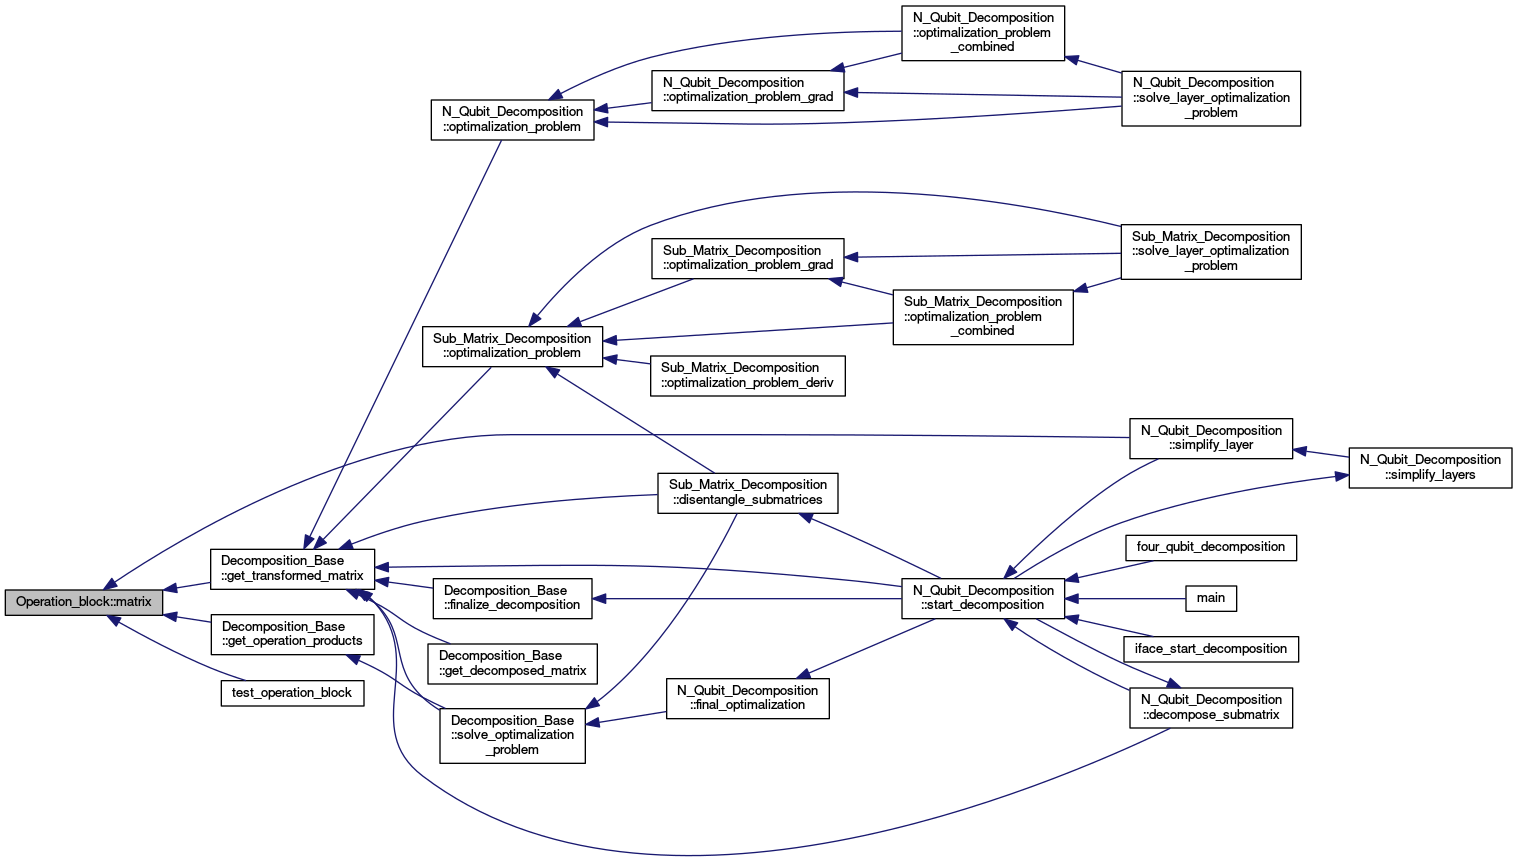 N_Qubit_Decomposition
::optimalization_problem
_combined
N_Qubit_Decomposition
::optimalization_problem_grad
N_Qubit_Decomposition
::solve_layer_optimalization
_problem
N_Qubit_Decomposition
::optimalization_problem
Sub_Matrix_Decomposition
::solve_layer_optimalization
_problem
Sub_Matrix_Decomposition
::optimalization_problem_grad
Sub_Matrix_Decomposition
::optimalization_problem
_combined
Sub_Matrix_Decomposition
::optimalization_problem
Sub_Matrix_Decomposition
::optimalization_problem_deriv
N_Qubit_Decomposition
::simplify_layer
N_Qubit_Decomposition
::simplify_layers
Sub_Matrix_Decomposition
::disentangle_submatrices
four_qubit_decomposition
Decomposition_Base
::get_transformed_matrix
Operation_block::matrix
Decomposition_Base
::finalize_decomposition
N_Qubit_Decomposition
::start_decomposition
main
Decomposition_Base
::get_operation_products
iface_start_decomposition
Decomposition_Base
::get_decomposed_matrix
test_operation_block
N_Qubit_Decomposition
::final_optimalization
N_Qubit_Decomposition
::decompose_submatrix
Decomposition_Base
::solve_optimalization
_problem